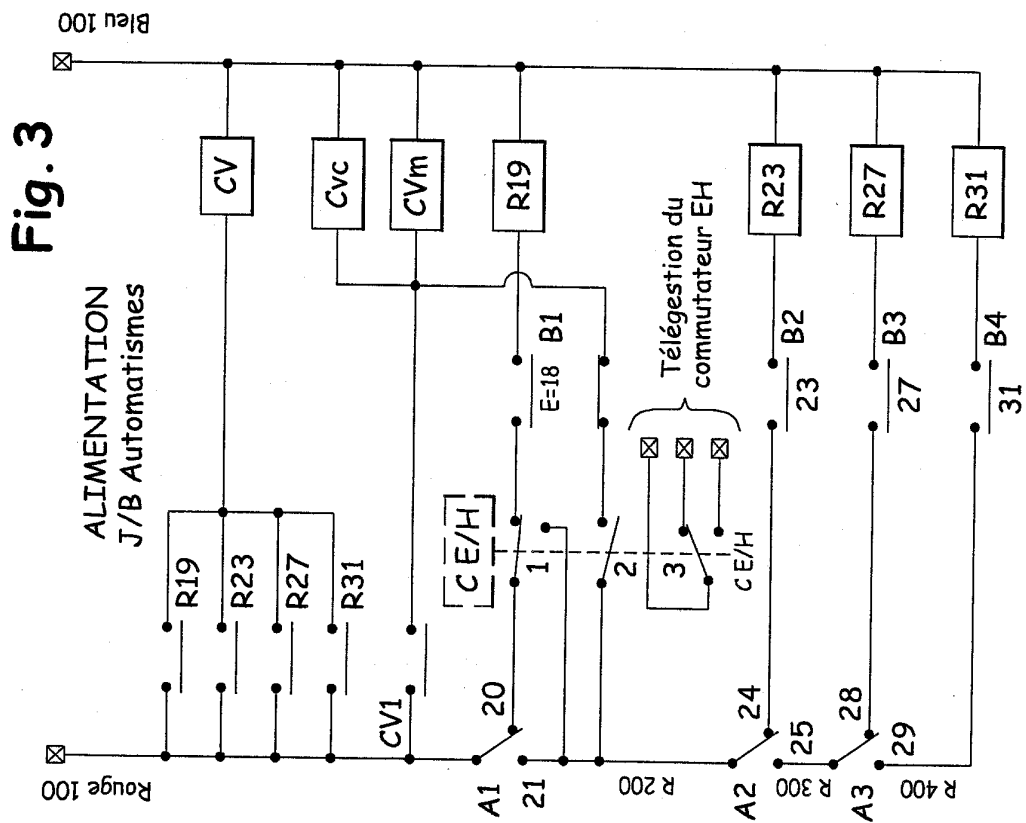 Fig. 3
Bleu 100
ALIMENTATION
J/B Automatismes
CV
Cvc
CVm
R19
R23
R27
R31
R19
R23
R27
R31
CV1
C E/H
E=18
B1
1
2
3
C E/H
Télégestion du
commutateur EH
B2
23
B3
27
B4
31
Rouge 100
A1
20
21
R 200
A2
24
25
R 300
A3
28
29
R 400